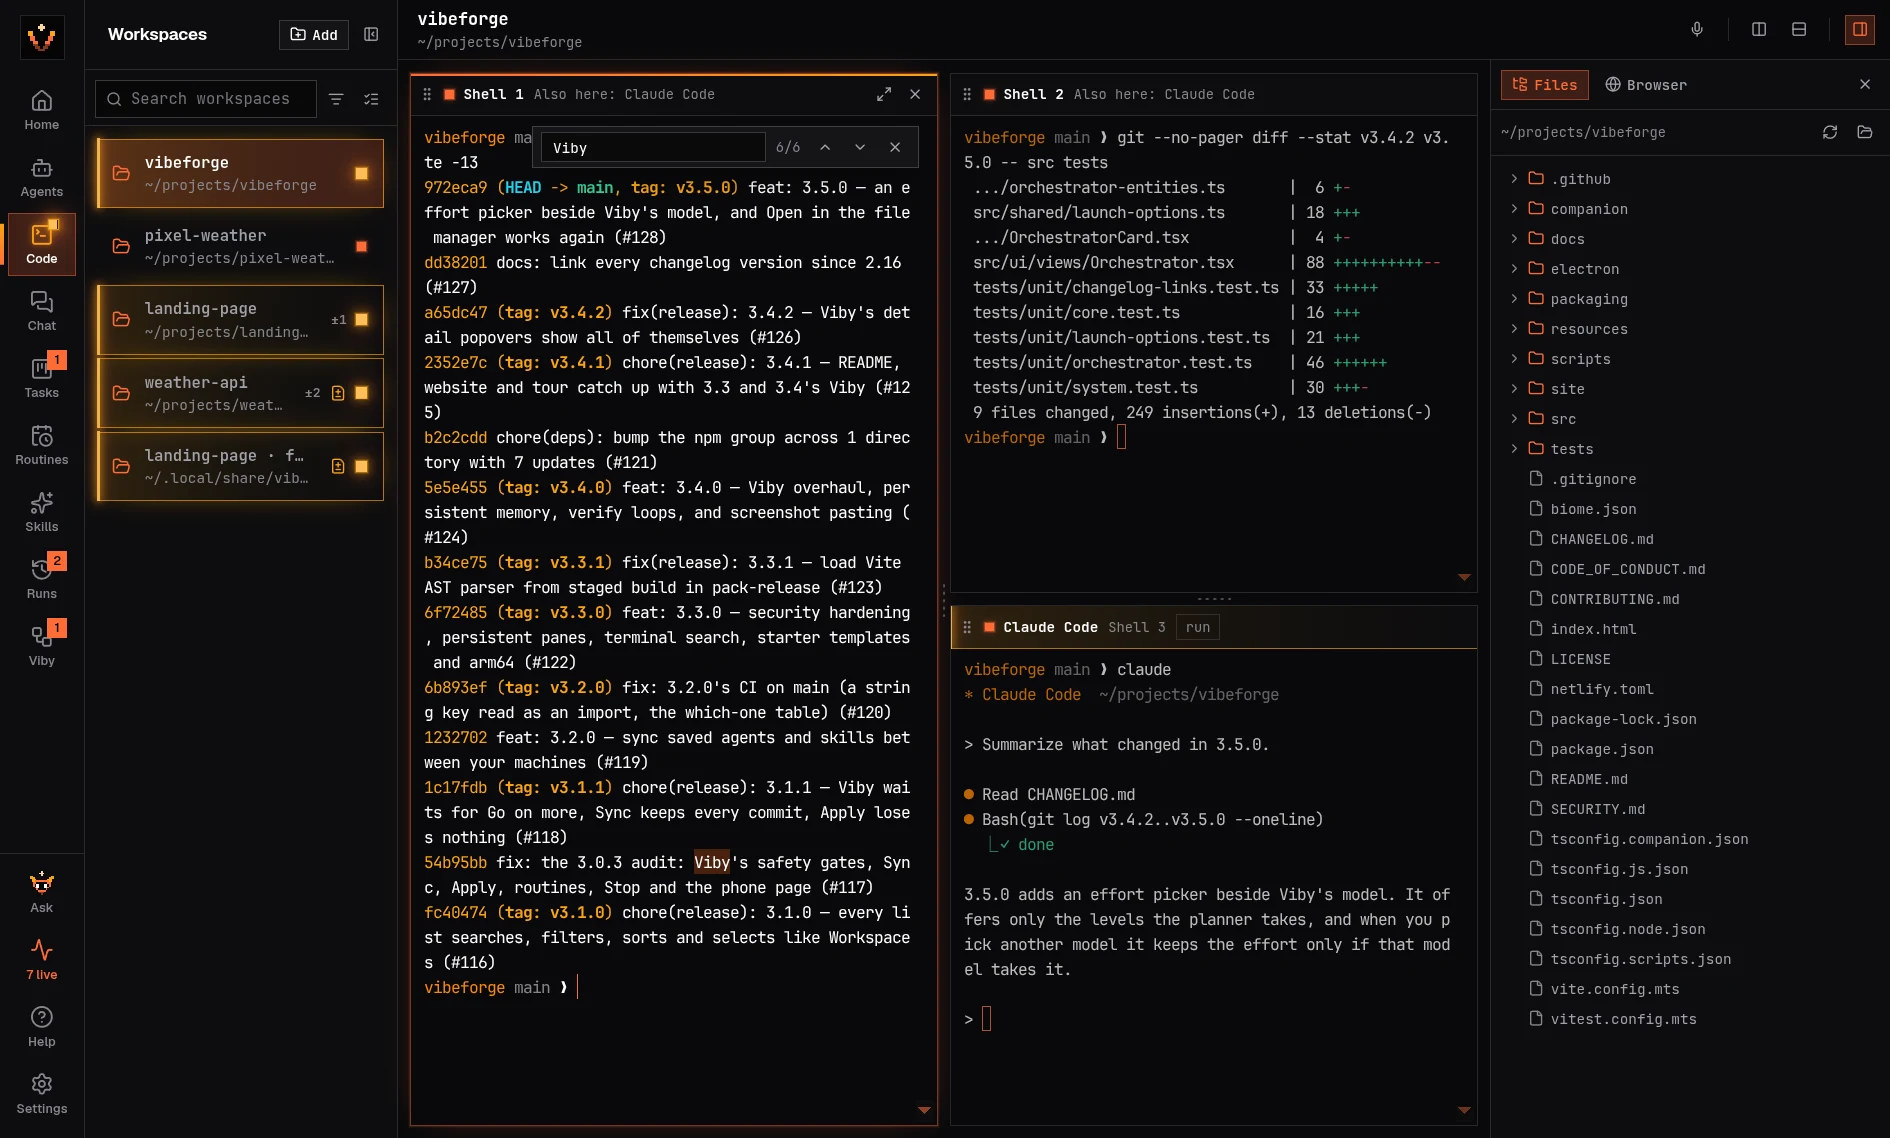 Home
Agents
Code
Chat
1
Tasks
Routines
Skills
2
Runs
1
Viby
Ask
7 live
Help
Settings
Workspaces
Add
Search workspaces
vibeforge
~/projects/vibeforge
pixel-weather
~/projects/pixel-weat…
landing-page
~/projects/landing…
±1
weather-api
~/projects/weat…
±2
landing-page · f…
~/.local/share/vib…
vibeforge
~/projects/vibeforge
Shell 1 Also here: Claude Code
Viby 6/6
vibeforge ma
te -13
972eca9 (HEAD -> main, tag: v3.5.0) feat: 3.5.0 — an e
ffort picker beside Viby's model, and Open in the file
manager works again (#128)
dd38201 docs: link every changelog version since 2.16
(#127)
a65dc47 (tag: v3.4.2) fix(release): 3.4.2 — Viby's det
ail popovers show all of themselves (#126)
2352e7c (tag: v3.4.1) chore(release): 3.4.1 — README,
website and tour catch up with 3.3 and 3.4's Viby (#12
5)
b2c2cdd chore(deps): bump the npm group across 1 direc
tory with 7 updates (#121)
5e5e455 (tag: v3.4.0) feat: 3.4.0 — Viby overhaul, per
sistent memory, verify loops, and screenshot pasting (
#124)
b34ce75 (tag: v3.3.1) fix(release): 3.3.1 — load Vite
AST parser from staged build in pack-release (#123)
6f72485 (tag: v3.3.0) feat: 3.3.0 — security hardening
, persistent panes, terminal search, starter templates
and arm64 (#122)
6b893ef (tag: v3.2.0) fix: 3.2.0's CI on main (a strin
g key read as an import, the which-one table) (#120)
1232702 feat: 3.2.0 — sync saved agents and skills bet
ween your machines (#119)
1c17fdb (tag: v3.1.1) chore(release): 3.1.1 — Viby wai
ts for Go on more, Sync keeps every commit, Apply lose
s nothing (#118)
54b95bb fix: the 3.0.3 audit: Viby's safety gates, Syn
c, Apply, routines, Stop and the phone page (#117)
fc40474 (tag: v3.1.0) chore(release): 3.1.0 — every li
st searches, filters, sorts and selects like Workspace
s (#116)
vibeforge main ❯
Shell 2 Also here: Claude Code
vibeforge main ❯ git --no-pager diff --stat v3.4.2 v3.
5.0 -- src tests
.../orchestrator-entities.ts | 6 +-
src/shared/launch-options.ts | 18 +++
.../OrchestratorCard.tsx | 4 +-
src/ui/views/Orchestrator.tsx | 88 ++++++++++--
tests/unit/changelog-links.test.ts | 33 +++++
tests/unit/core.test.ts | 16 +++
tests/unit/launch-options.test.ts | 21 +++
tests/unit/orchestrator.test.ts | 46 ++++++
tests/unit/system.test.ts | 30 +++-
9 files changed, 249 insertions(+), 13 deletions(-)
vibeforge main ❯
Claude Code Shell 3 run
vibeforge main ❯ claude
* Claude Code ~/projects/vibeforge
> Summarize what changed in 3.5.0.
● Read CHANGELOG.md
● Bash(git log v3.4.2..v3.5.0 --oneline)
⎿✓ done
3.5.0 adds an effort picker beside Viby's model. It of
fers only the levels the planner takes, and when you p
ick another model it keeps the effort only if that mod
el takes it.
>
Files
Browser
~/projects/vibeforge
.github
companion
docs
electron
packaging
resources
scripts
site
src
tests
.gitignore
biome.json
CHANGELOG.md
CODE_OF_CONDUCT.md
CONTRIBUTING.md
index.html
LICENSE
netlify.toml
package-lock.json
package.json
README.md
SECURITY.md
tsconfig.companion.json
tsconfig.js.json
tsconfig.json
tsconfig.node.json
tsconfig.scripts.json
vite.config.mts
vitest.config.mts